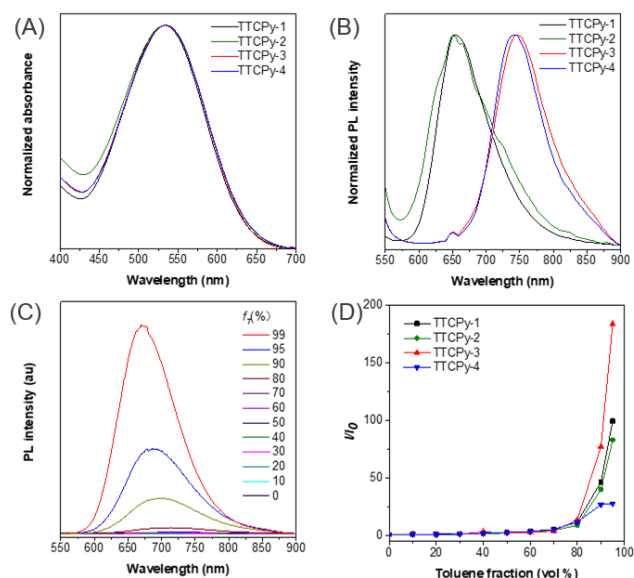 (A)
TTCPy-1
TTCPy-2
TTCPy-3
TTCPy-4
Normalized absorbance
400 450 500 550 600 650 700
Wavelength (nm)
(B)
TTCPy-1
TTCPy-2
TTCPy-3
TTCPy-4
Normalized PL intensity
550 600 650 700 750 800 850 900
Wavelength (nm)
(C)
fT(%)
99
95
90
80
70
60
50
40
30
20
10
0
PL intensity (au)
550 600 650 700 750 800 850 900
Wavelength (nm)
(D)
TTCPy-1
TTCPy-2
TTCPy-3
TTCPy-4
I/I0
200
150
100
50
0
0 20 40 60 80 100
Toluene fraction (vol %)